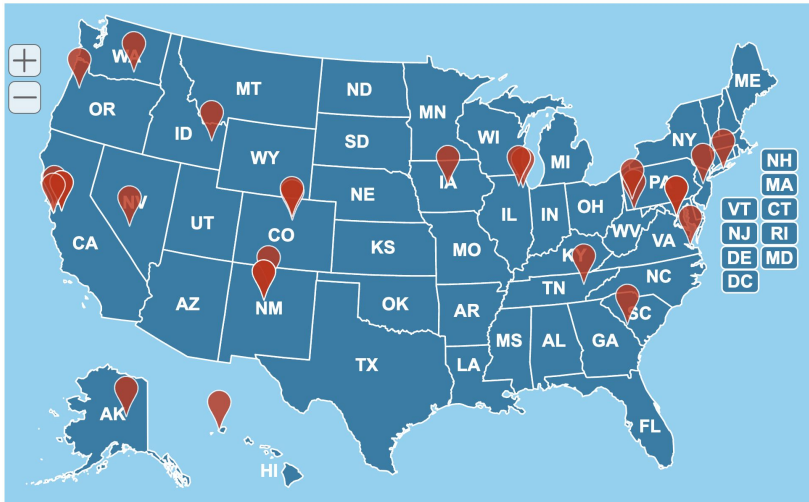 +
−
WA
OR
ID
MT
WY
ND
SD
NE
MN
WI
IA
IL
MI
IN
OH
PA
NY
ME
NV
CA
UT
CO
KS
MO
KY
WV
VA
NC
AZ
NM
OK
AR
TN
SC
TX
LA
MS
AL
GA
FL
AK
HI
NH
MA
VT CT
NJ RI
DE MD
DC